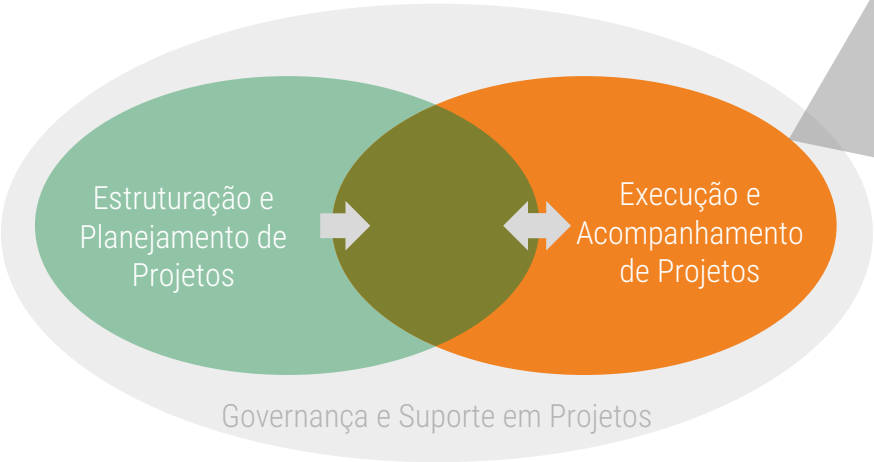 Estruturação e
Planejamento de
Projetos
Execução e
Acompanhamento
de Projetos
Governança e Suporte em Projetos